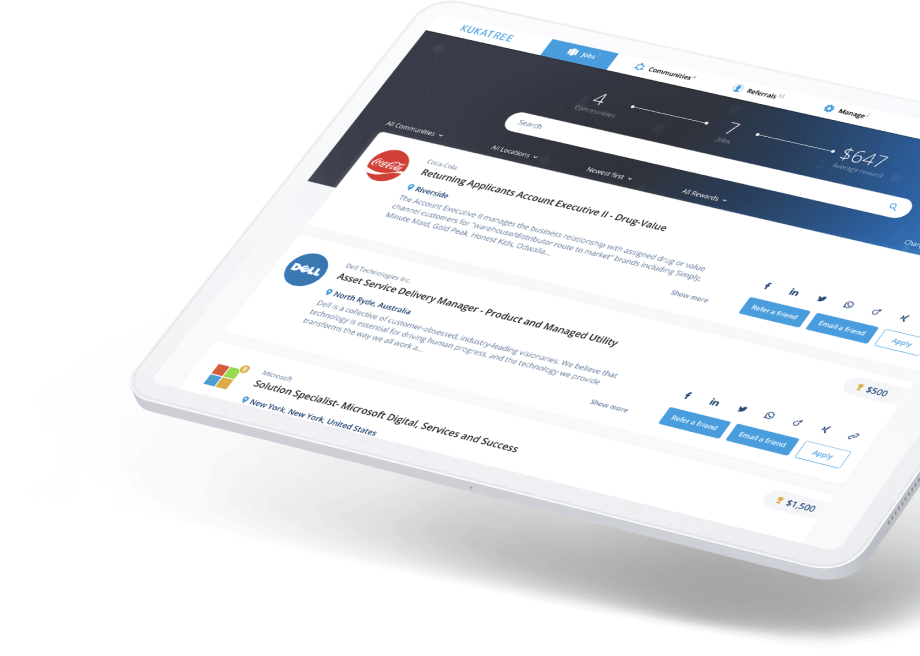 KUKATREE
Jobs
Communities 4
Referrals 13
Manage 2
4
Communities
7
Jobs
$647
Average reward
Search
All Communities
All Locations
Newest first
All Rewards
Coca-Cola
Coca-Cola
Returning Applicants Account Executive II - Drug-Value
Riverside
The Account Executive II manages the business relationship with assigned drug or value
channel customers for "warehouse/distributor route to market" brands including Simply,
Minute Maid, Gold Peak, Honest Kids, Odwalla...
Show more
Refer a friend
Email a friend
Apply
$500
DELL
Dell Technologies Inc.
Asset Service Delivery Manager - Product and Managed Utility
North Ryde, Australia
Dell is a collective of customer-obsessed, industry-leading visionaries. We believe that
technology is essential for driving human progress, and the technology we provide
transforms the way we all work a...
Show more
Refer a friend
Email a friend
Apply
$1,500
Microsoft
Solution Specialist- Microsoft Digital, Services and Success
New York, New York, United States